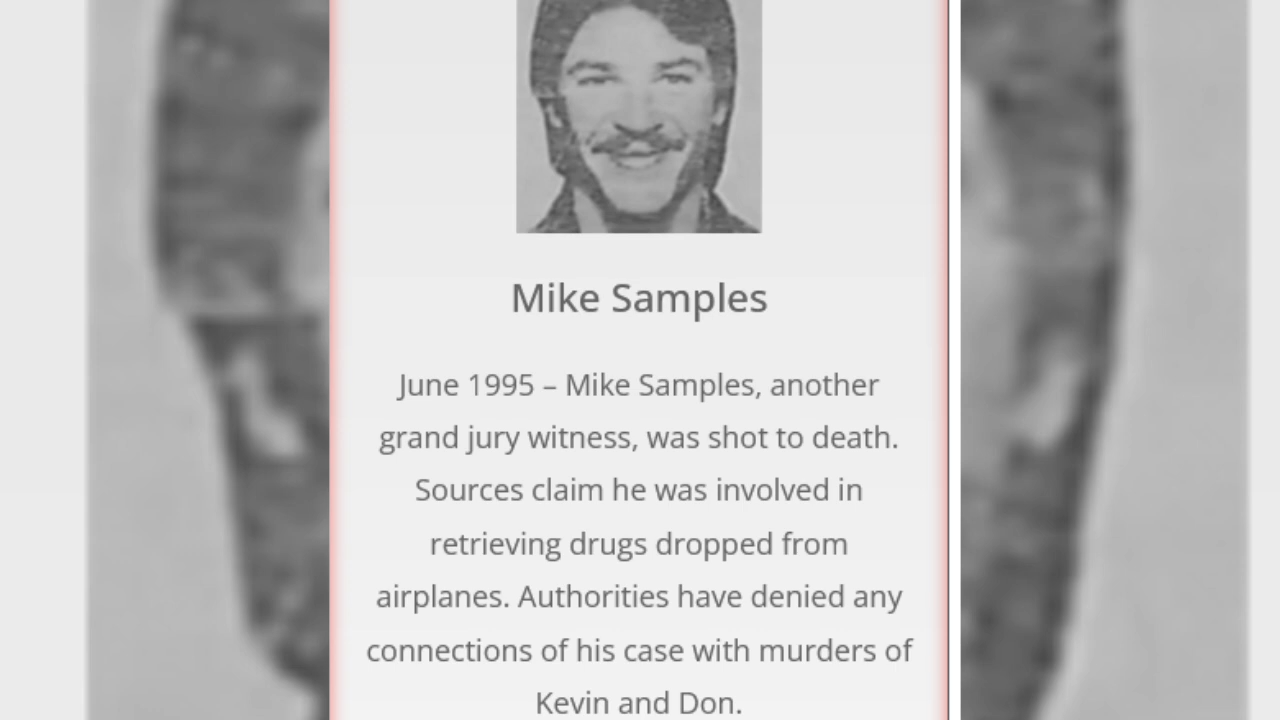 Mike Samples
June 1995 – Mike Samples, another
grand jury witness, was shot to death.
Sources claim he was involved in
retrieving drugs dropped from
airplanes. Authorities have denied any
connections of his case with murders of
Kevin and Don.